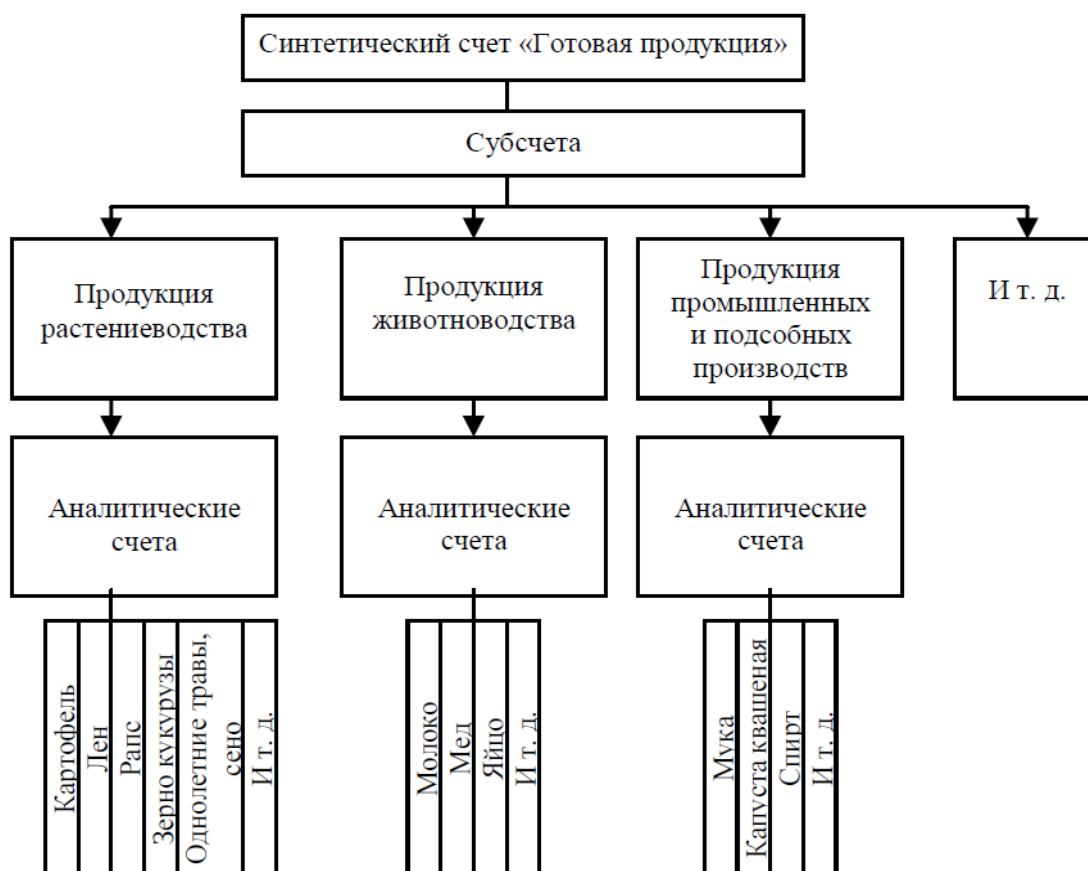 Синтетический счет «Готовая продукция»
Субсчета
Продукция
растениеводства
Продукция
животноводства
Продукция
промышленных
и подсобных
производств
И т. д.
Аналитические
счета
Аналитические
счета
Аналитические
счета
Картофель
Лен
Рапс
Зерно кукурузы
Однолетние травы,
сено
И т. д.
Молоко
Мед
Яйцо
И т. д.
Мука
Капуста квашеная
Спирт
И т. д.